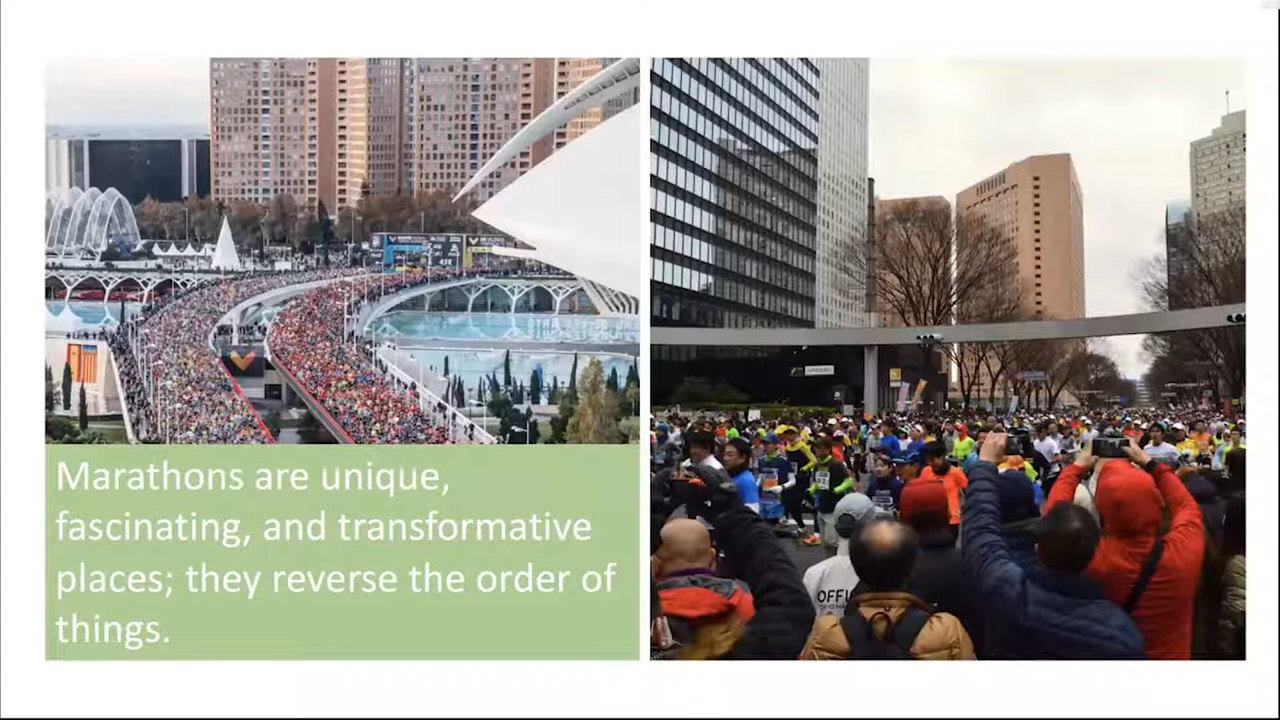 Marathons are unique,
fascinating, and transformative
places; they reverse the order of
things.